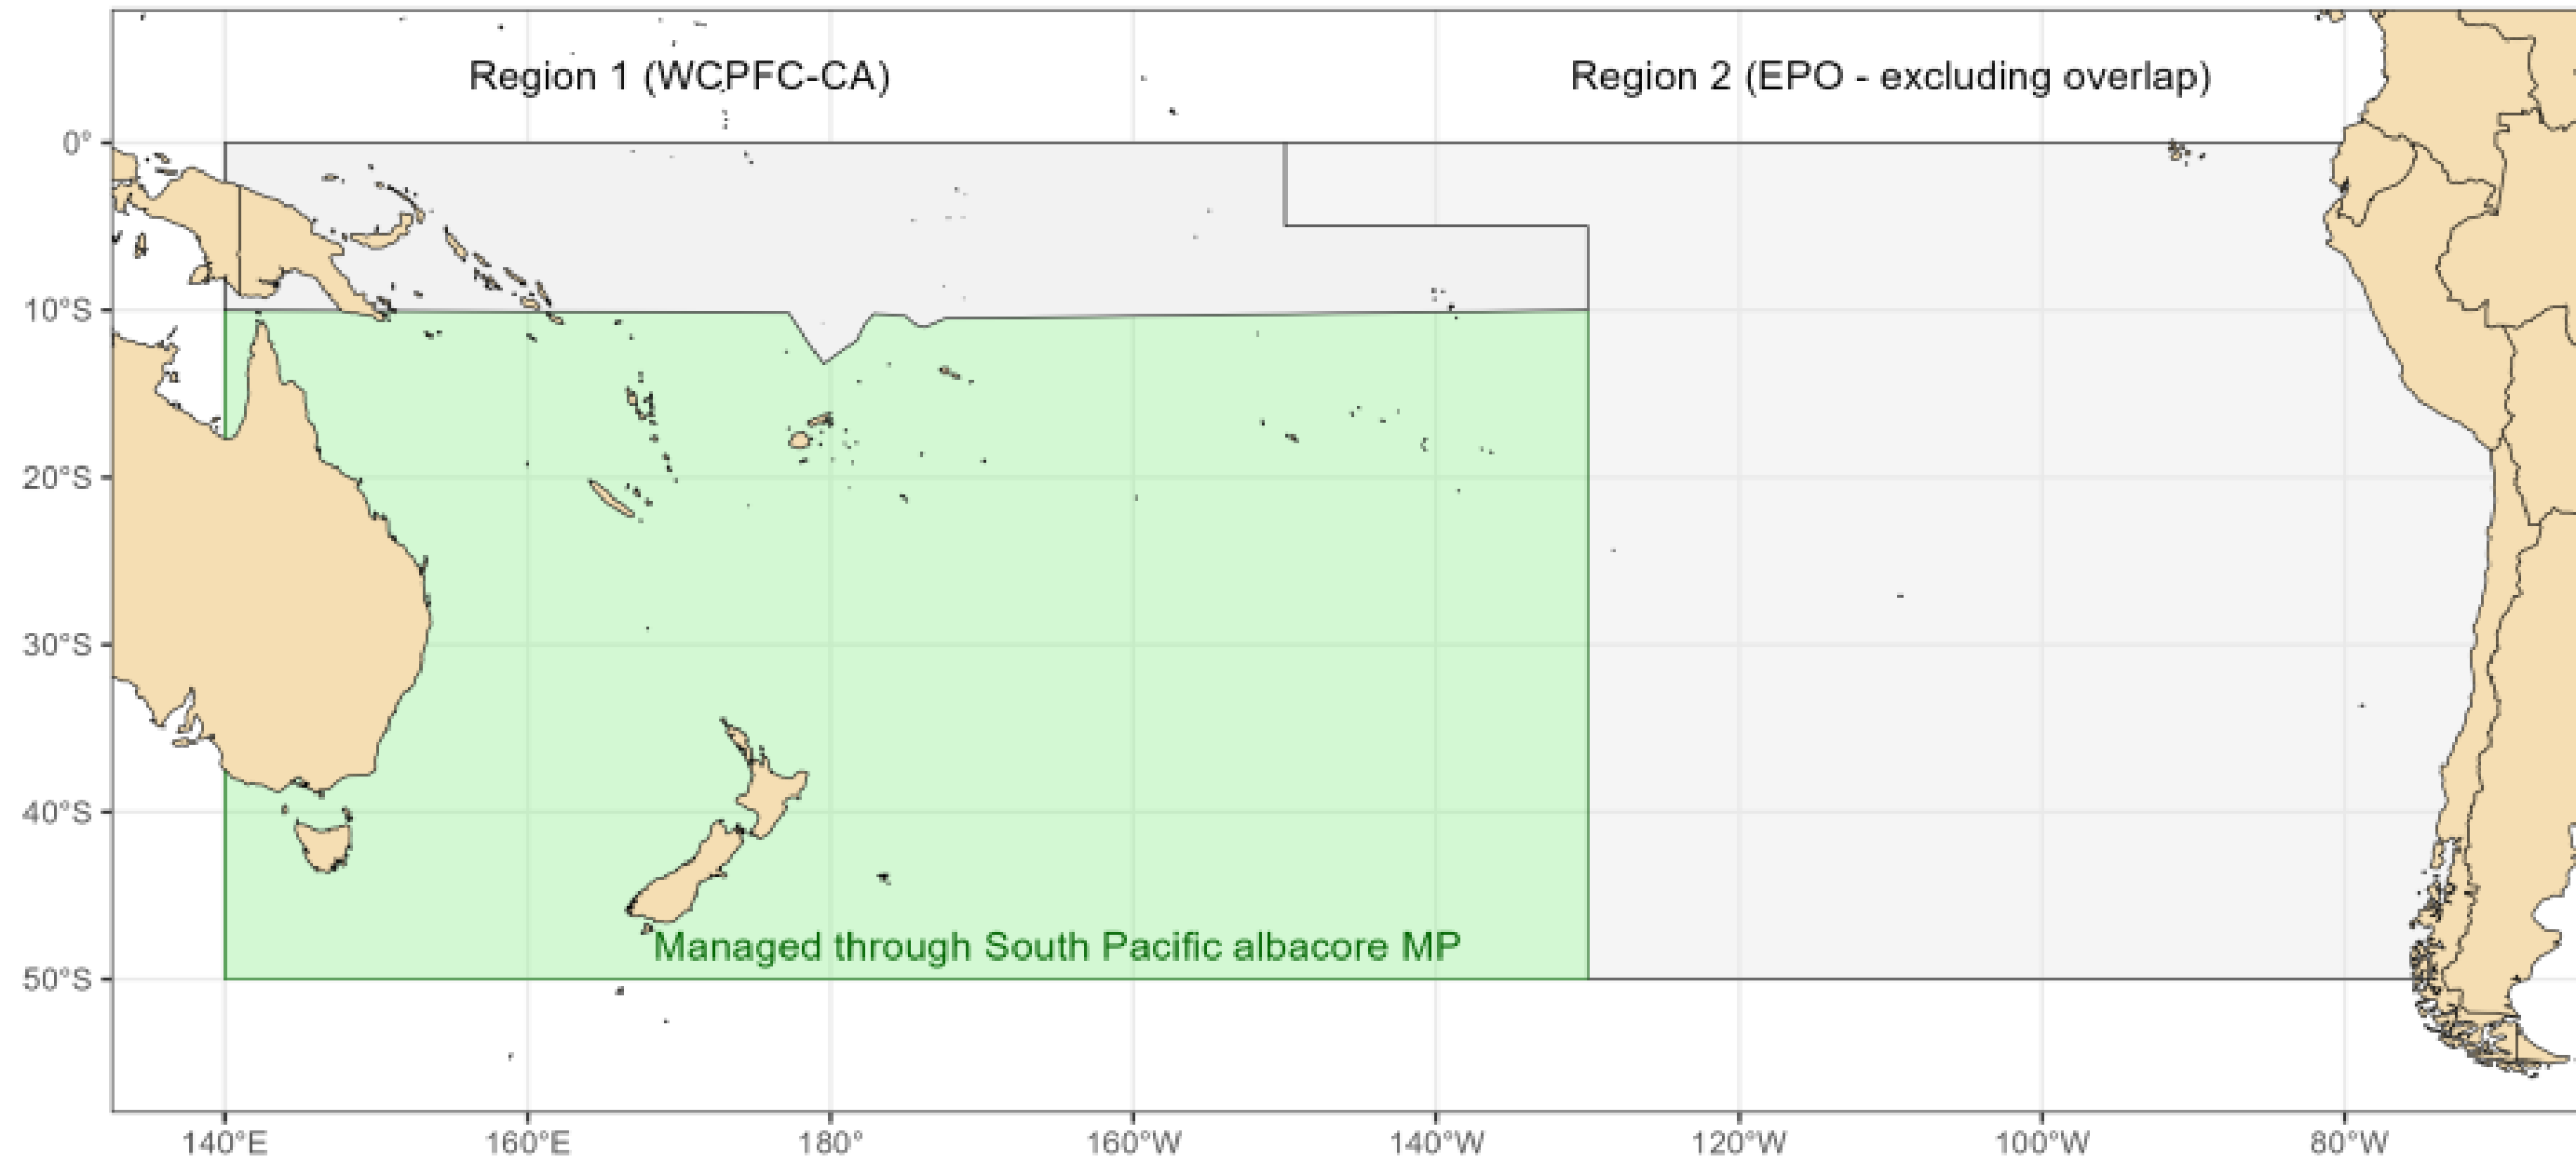 Region 1 (WCPFC-CA)
Region 2 (EPO - excluding overlap)
0°
10°S
20°S
30°S
40°S
50°S
Managed through South Pacific albacore MP
140°E
160°E
180°
160°W
140°W
120°W
100°W
80°W